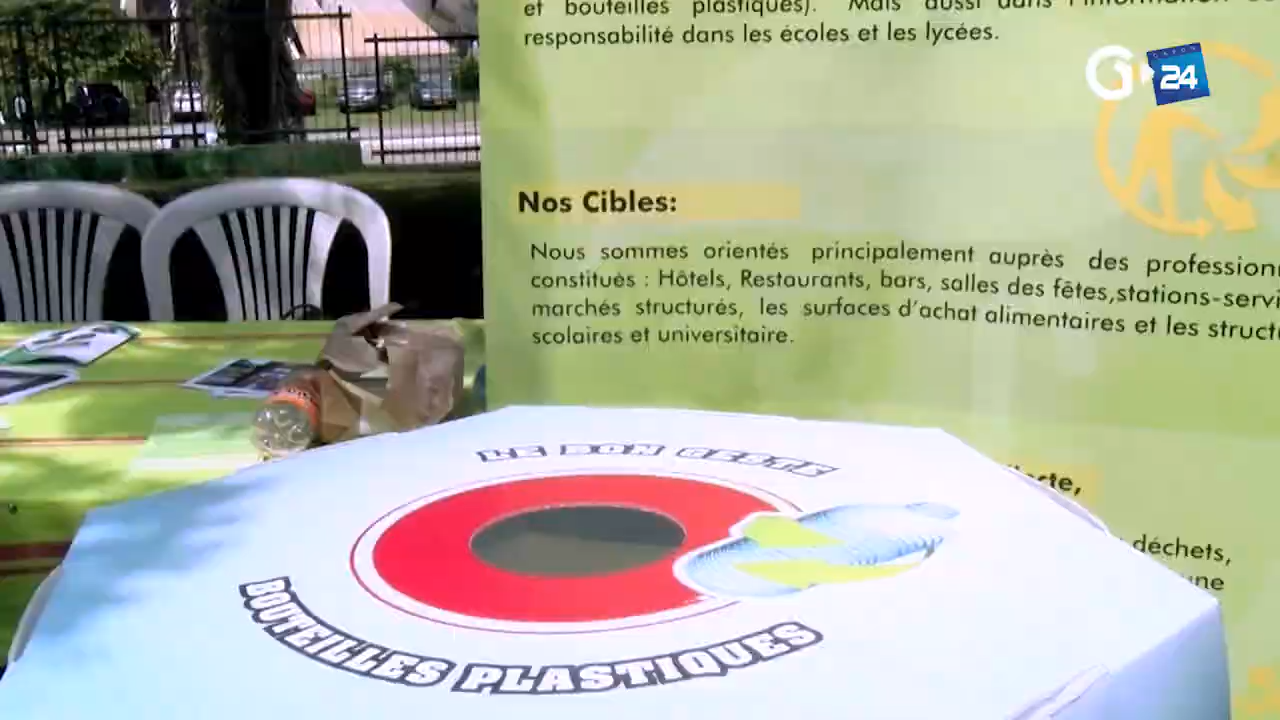 et bouteilles plastiques). Mais aussi dans l'information
responsabilité dans les écoles et les lycées.
GABON
24
Nos Cibles:
Nous sommes orientés principalement auprès des profession
constitués : Hôtels, Restaurants, bars, salles des fêtes,stations-servi
marchés structurés, les surfaces d'achat alimentaires et les struct
scolaires et universitaire.
LE BON GESTE
BOUTEILLES PLASTIQUES
déchets,